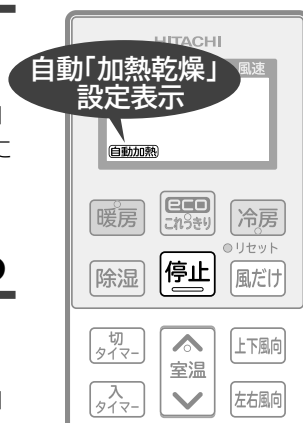 HITACHI
自動「加熱乾燥」
設定表示
風速
自動加熱
に
暖房
eco
これっきり
冷房
リセット
除湿
停止
風だけ
切
タイマー
室温
上下風向
入
タイマー
左右風向